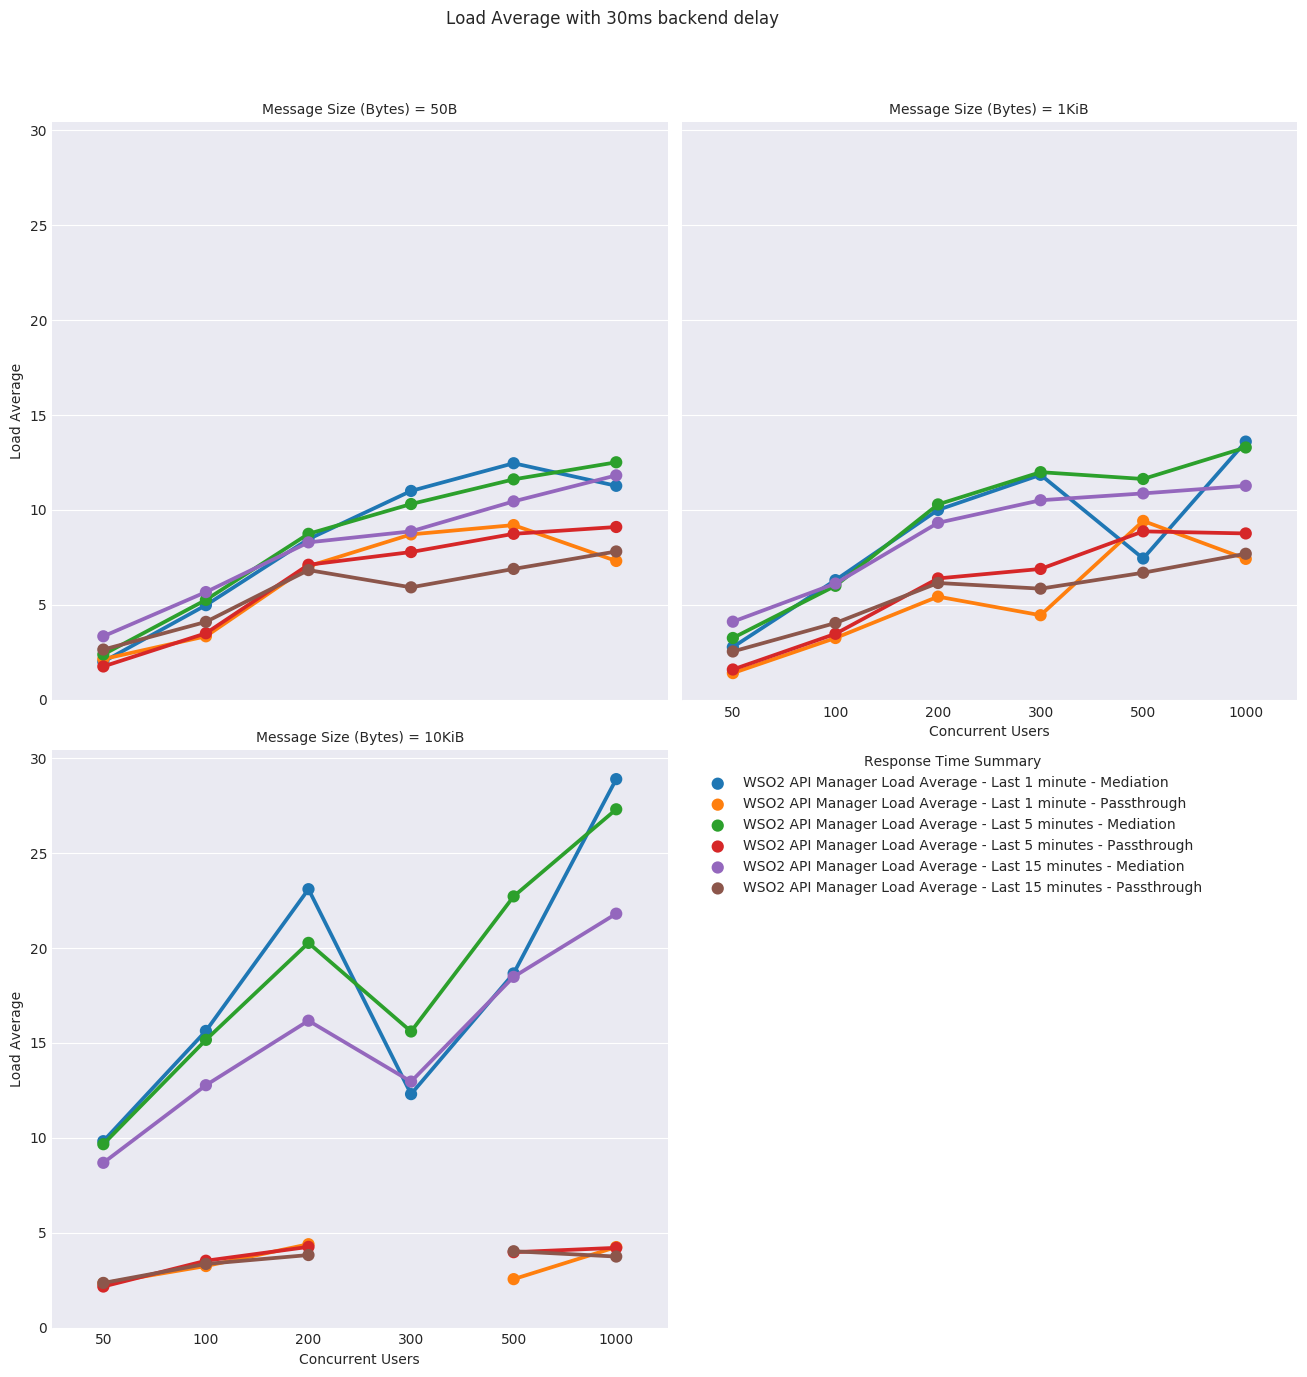 Load Average with 30ms backend delay
Message Size (Bytes) = 50B
30
25
20
15
10
5
0
Load Average
Message Size (Bytes) = 1KiB
50 100 200 300 500 1000
Concurrent Users
Message Size (Bytes) = 10KiB
30
25
20
15
10
5
0
Load Average
50 100 200 300 500 1000
Concurrent Users
Response Time Summary
WSO2 API Manager Load Average - Last 1 minute - Mediation
WSO2 API Manager Load Average - Last 1 minute - Passthrough
WSO2 API Manager Load Average - Last 5 minutes - Mediation
WSO2 API Manager Load Average - Last 5 minutes - Passthrough
WSO2 API Manager Load Average - Last 15 minutes - Mediation
WSO2 API Manager Load Average - Last 15 minutes - Passthrough